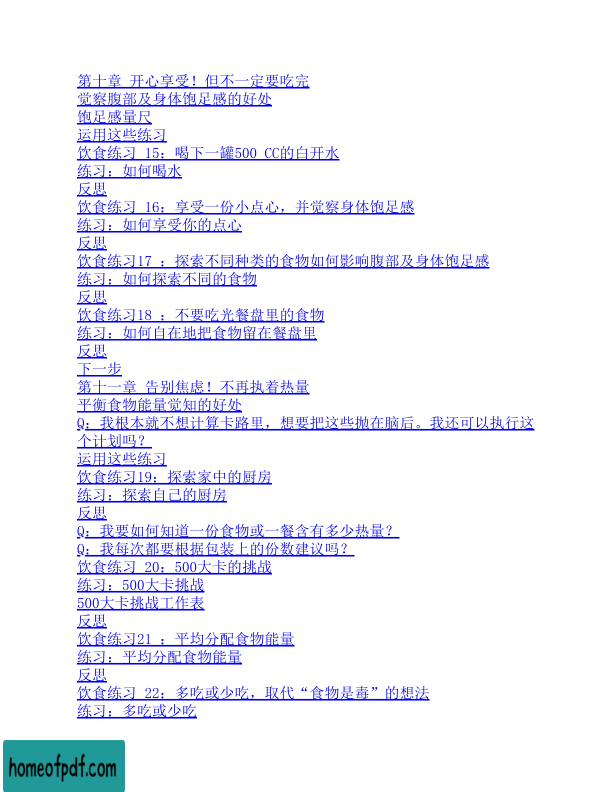 第十章 开心享受！但不一定要吃完
觉察腹部及身体饱足感的好处
饱足感量尺
运用这些练习
饮食练习 15：喝下一罐500 CC的白开水
练习：如何喝水
反思
饮食练习 16：享受一份小点心，并觉察身体饱足感
练习：如何享受你的点心
反思
饮食练习17 ：探索不同种类的食物如何影响腹部及身体饱足感
练习：如何探索不同的食物
反思
饮食练习18 ：不要吃光餐盘里的食物
练习：如何自在地把食物留在餐盘里
反思
下一步
第十一章 告别焦虑！不再执着热量
平衡食物能量觉知的好处
Q：我根本就不想计算卡路里，想要把这些抛在脑后。我还可以执行这
个计划吗？
运用这些练习
饮食练习19：探索家中的厨房
练习：探索自己的厨房
反思
Q：我要如何知道一份食物或一餐含有多少热量？
Q：我每次都要根据包装上的份数建议吗？
饮食练习 20：500大卡的挑战
练习：500大卡挑战
500大卡挑战工作表
反思
饮食练习21 ：平均分配食物能量
练习：平均分配食物能量
反思
饮食练习 22：多吃或少吃，取代“食物是毒”的想法
练习：多吃或少吃
homeofpdf.com